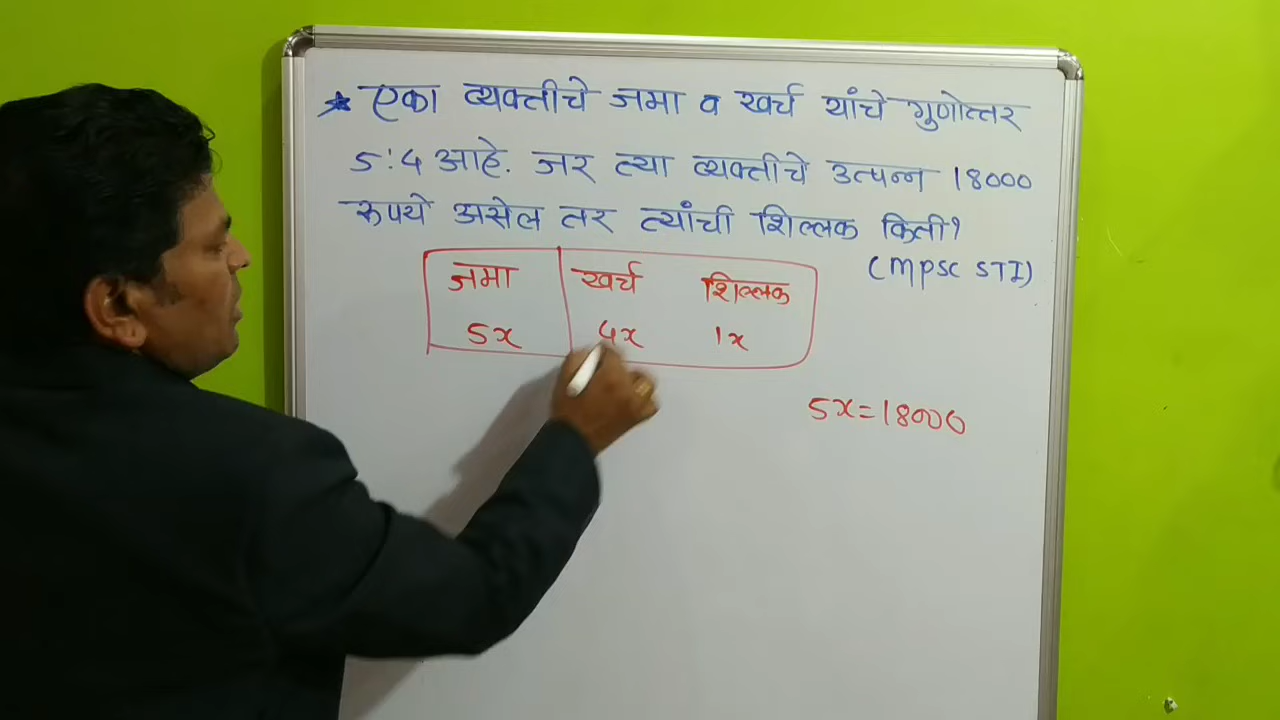 ★ एका व्यक्तीचे जमा व खर्च यांचे गुणोत्तर
5:4 आहे. जर त्या व्यक्तीचे उत्पन्न 18000
रुपये असेल तर त्यांची शिल्लक किती?
(MPSC STI)
जमा खर्च शिल्लक
5x 4x 1x
5x=18000